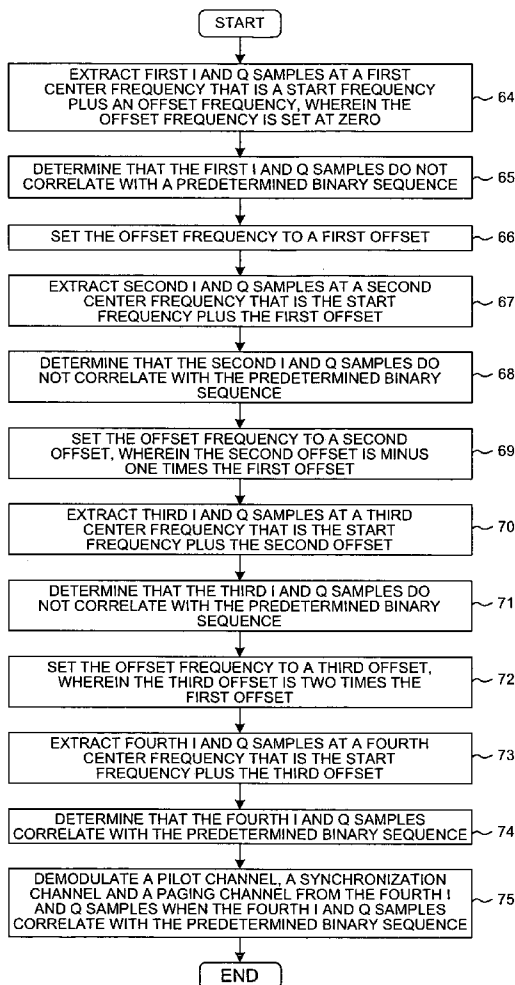 START
EXTRACT FIRST I AND Q SAMPLES AT A FIRST
CENTER FREQUENCY THAT IS A START FREQUENCY
PLUS AN OFFSET FREQUENCY, WHEREIN THE
OFFSET FREQUENCY IS SET AT ZERO
64
DETERMINE THAT THE FIRST I AND Q SAMPLES DO NOT
CORRELATE WITH A PREDETERMINED BINARY SEQUENCE
65
SET THE OFFSET FREQUENCY TO A FIRST OFFSET
66
EXTRACT SECOND I AND Q SAMPLES AT A SECOND
CENTER FREQUENCY THAT IS THE START
FREQUENCY PLUS THE FIRST OFFSET
67
DETERMINE THAT THE SECOND I AND Q SAMPLES DO
NOT CORRELATE WITH THE PREDETERMINED BINARY
SEQUENCE
68
SET THE OFFSET FREQUENCY TO A SECOND
OFFSET, WHEREIN THE SECOND OFFSET IS MINUS
ONE TIMES THE FIRST OFFSET
69
EXTRACT THIRD I AND Q SAMPLES AT A THIRD
CENTER FREQUENCY THAT IS THE START
FREQUENCY PLUS THE SECOND OFFSET
70
DETERMINE THAT THE THIRD I AND Q SAMPLES DO
NOT CORRELATE WITH THE PREDETERMINED BINARY
SEQUENCE
71
SET THE OFFSET FREQUENCY TO A THIRD OFFSET,
WHEREIN THE THIRD OFFSET IS TWO TIMES THE
FIRST OFFSET
72
EXTRACT FOURTH I AND Q SAMPLES AT A FOURTH
CENTER FREQUENCY THAT IS THE START
FREQUENCY PLUS THE THIRD OFFSET
73
DETERMINE THAT THE FOURTH I AND Q SAMPLES
CORRELATE WITH THE PREDETERMINED BINARY SEQUENCE
74
DEMODULATE A PILOT CHANNEL, A SYNCHRONIZATION
CHANNEL AND A PAGING CHANNEL FROM THE FOURTH I
AND Q SAMPLES WHEN THE FOURTH I AND Q SAMPLES
CORRELATE WITH THE PREDETERMINED BINARY SEQUENCE
75
END